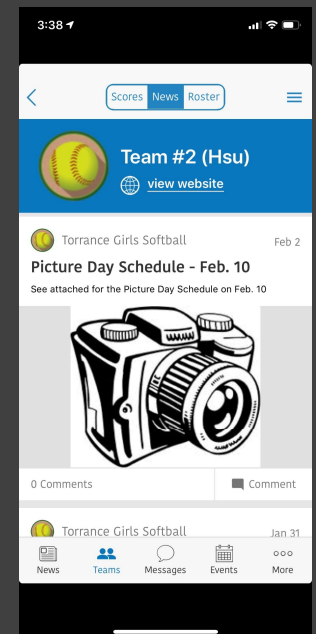 3:38
Scores News Roster
Team #2 (Hsu)
view website
Torrance Girls Softball Feb 2
Picture Day Schedule - Feb. 10
See attached for the Picture Day Schedule on Feb. 10
0 Comments Comment
Torrance Girls Softball Jan 31
News Teams Messages Events More